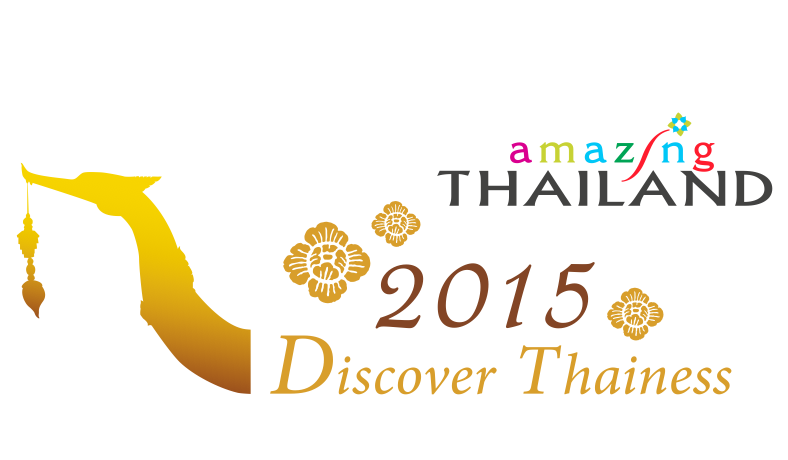 amazing
THAILAND
2015
Discover Thainess